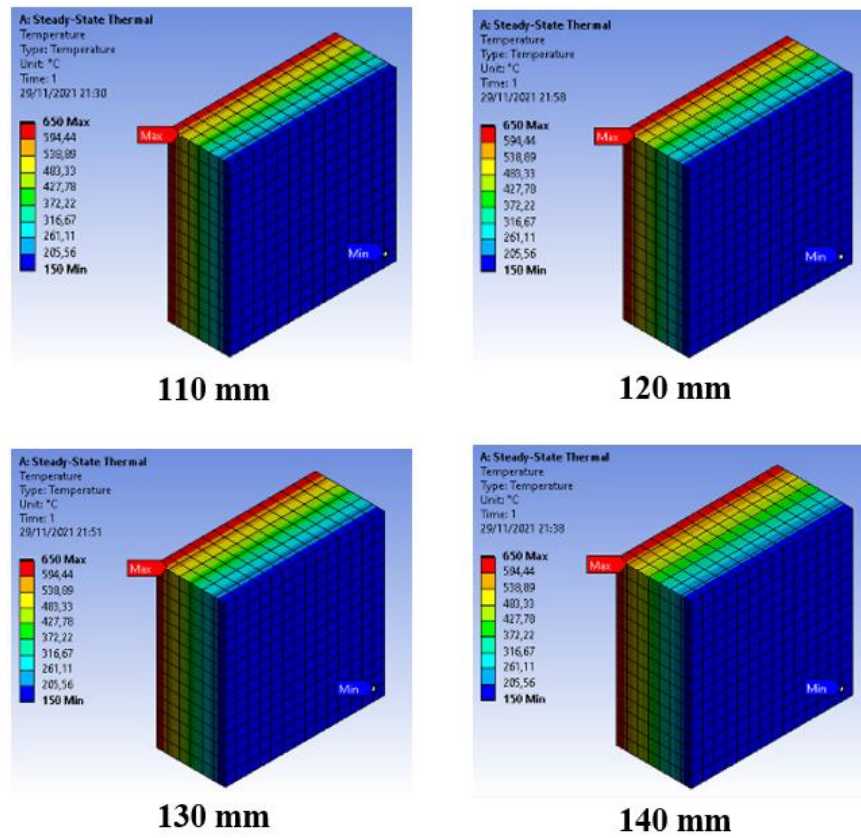 A: Steady-State Thermal
Temperature
Type: Temperature
Unit: °C
Time: 1
29/11/2021 21:30
650 Max
594,44
538,89
483,33
427,78
372,22
316,67
261,11
205,56
150 Min
Max
Min
110 mm
A: Steady-State Thermal
Temperature
Type: Temperature
Unit: °C
Time: 1
29/11/2021 21:58
650 Max
594,44
538,89
483,33
427,78
372,22
316,67
261,11
205,56
150 Min
Max
Min
120 mm
A: Steady-State Thermal
Temperature
Type: Temperature
Unit: °C
Time: 1
29/11/2021 21:51
650 Max
594,44
538,89
483,33
427,78
372,22
316,67
261,11
205,56
150 Min
Max
Min
130 mm
A: Steady-State Thermal
Temperature
Type: Temperature
Unit: °C
Time: 1
29/11/2021 21:38
650 Max
594,44
538,89
483,33
427,78
372,22
316,67
261,11
205,56
150 Min
Max
Min
140 mm